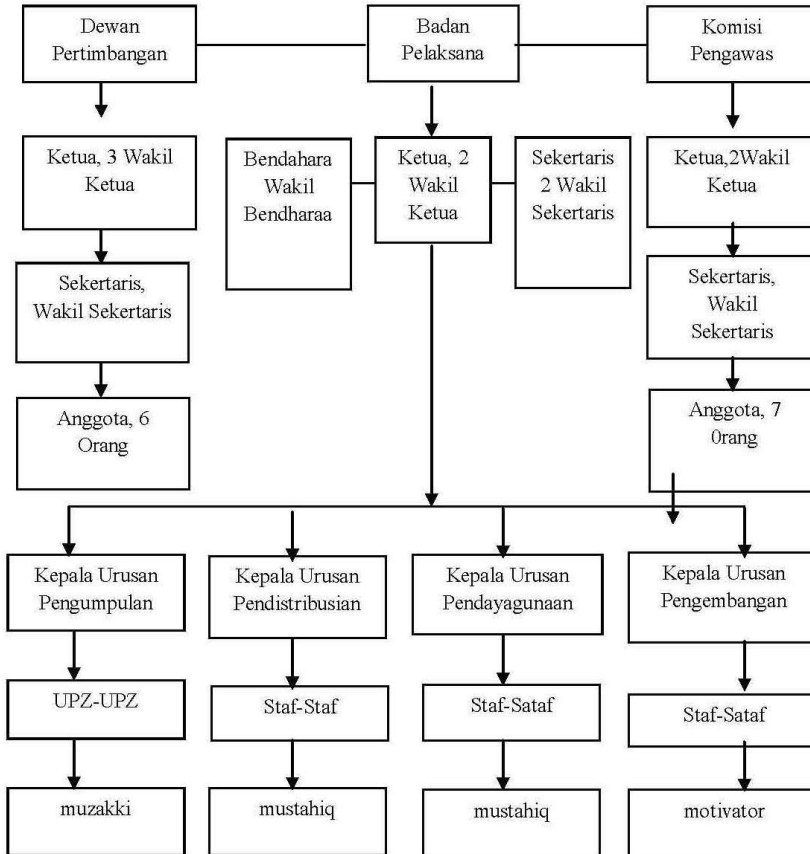 Dewan
Pertimbangan
Badan
Pelaksana
Komisi
Pengawas
Ketua, 3 Wakil
Ketua
Bendahara
Wakil
Bendharaa
Ketua, 2
Wakil
Ketua
Sekertaris
2 Wakil
Sekertaris
Ketua,2Wakil
Ketua
Sekertaris,
Wakil Sekertaris
Sekertaris,
Wakil
Sekertaris
Anggota, 6
Orang
Anggota, 7
0rang
Kepala Urusan
Pengumpulan
Kepala Urusan
Pendistribusian
Kepala Urusan
Pendayagunaan
Kepala Urusan
Pengembangan
UPZ-UPZ
Staf-Staf
Staf-Sataf
Staf-Sataf
muzakki
mustahiq
mustahiq
motivator